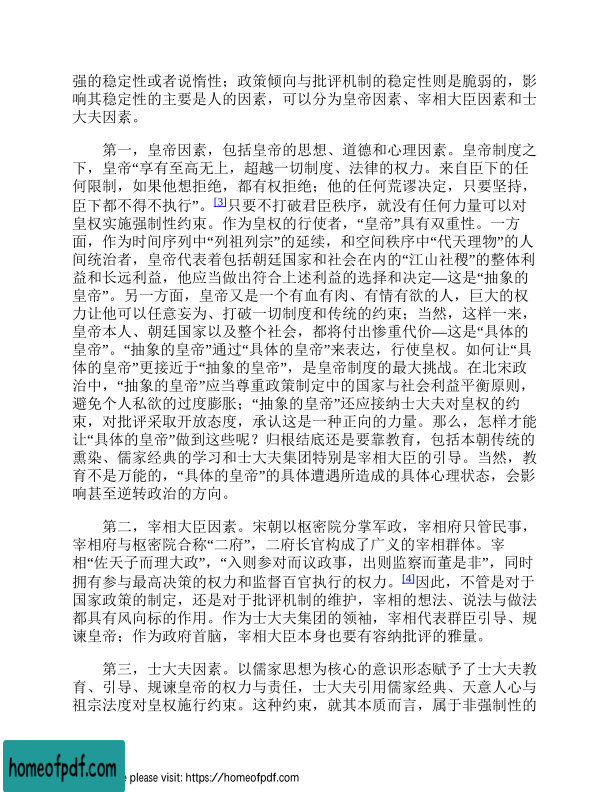 强的稳定性或者说惰性；政策倾向与批评机制的稳定性则是脆弱的，影
响其稳定性的主要是人的因素，可以分为皇帝因素、宰相大臣因素和士
大夫因素。
第一，皇帝因素，包括皇帝的思想、道德和心理因素。皇帝制度之
下，皇帝“享有至高无上，超越一切制度、法律的权力。来自臣下的任
何限制，如果他想拒绝，都有权拒绝；他的任何荒谬决定，只要坚持，
臣下都不得不执行”。[3]只要不打破君臣秩序，就没有任何力量可以对
皇权实施强制性约束。作为皇权的行使者，“皇帝”具有双重性。一方
面，作为时间序列中“列祖列宗”的延续，和空间秩序中“代天理物”的人
间统治者，皇帝代表着包括朝廷国家和社会在内的“江山社稷”的整体利
益和长远利益，他应当做出符合上述利益的选择和决定—这是“抽象的
皇帝”。另一方面，皇帝又是一个有血有肉、有情有欲的人，巨大的权
力让他可以任意妄为、打破一切制度和传统的约束；当然，这样一来，
皇帝本人、朝廷国家以及整个社会，都将付出惨重代价—这是“具体的
皇帝”。“抽象的皇帝”通过“具体的皇帝”来表达，行使皇权。如何让“具
体的皇帝”更接近于“抽象的皇帝”，是皇帝制度的最大挑战。在北宋政
治中，“抽象的皇帝”应当尊重政策制定中的国家与社会利益平衡原则，
避免个人私欲的过度膨胀；“抽象的皇帝”还应接纳士大夫对皇权的约
束，对批评采取开放态度，承认这是一种正向的力量。那么，怎样才能
让“具体的皇帝”做到这些呢？归根结底还是要靠教育，包括本朝传统的
熏染、儒家经典的学习和士大夫集团特别是宰相大臣的引导。当然，教
育不是万能的，“具体的皇帝”的具体遭遇所造成的具体心理状态，会影
响甚至逆转政治的方向。
第二，宰相大臣因素。宋朝以枢密院分掌军政，宰相府只管民事，
宰相府与枢密院合称“二府”，二府长官构成了广义的宰相群体。宰
相“佐天子而理大政”，“入则参对而议政事，出则监察而董是非”，同时
拥有参与最高决策的权力和监督百官执行的权力。[4]因此，不管是对于
国家政策的制定，还是对于批评机制的维护，宰相的想法、说法与做法
都具有风向标的作用。作为士大夫集团的领袖，宰相代表群臣引导、规
谏皇帝；作为政府首脑，宰相大臣本身也要有容纳批评的雅量。
第三，士大夫因素。以儒家思想为核心的意识形态赋予了士大夫教
育、引导、规谏皇帝的权力与责任，士大夫引用儒家经典、天意人心与
祖宗法度对皇权施行约束。这种约束，就其本质而言，属于非强制性的
homeofpdf.com
please visit: https://homeofpdf.com